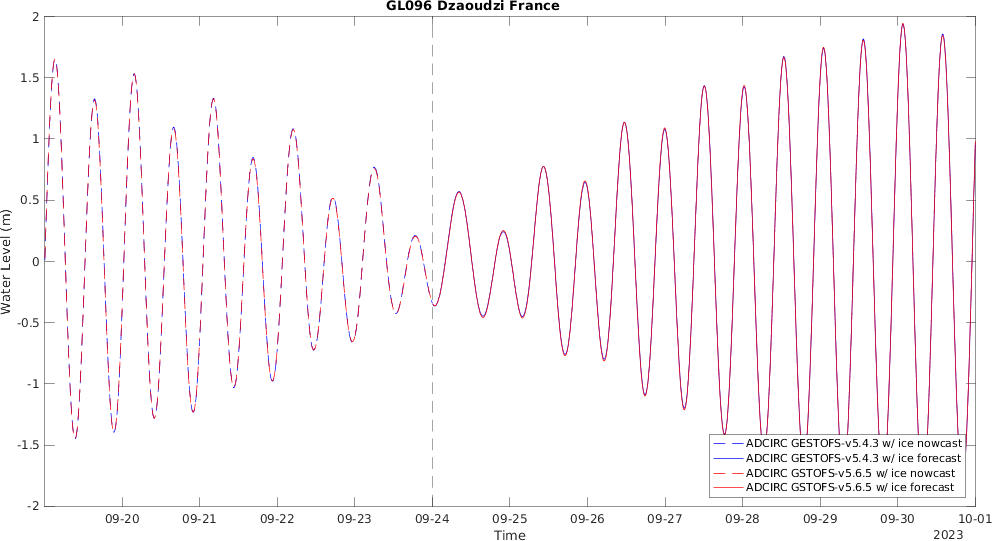 GL096 Dzaoudzi France
2
1.5
1
0.5
0
-0.5
-1
-1.5
-2
Water Level (m)
ADCIRC GESTOFS-v5.4.3 w/ ice nowcast
ADCIRC GESTOFS-v5.4.3 w/ ice forecast
ADCIRC GSTOFS-v5.6.5 w/ ice nowcast
ADCIRC GSTOFS-v5.6.5 w/ ice forecast
09-20 09-21 09-22 09-23 09-24 09-25 09-26 09-27 09-28 09-29 09-30 10-01
Time
2023